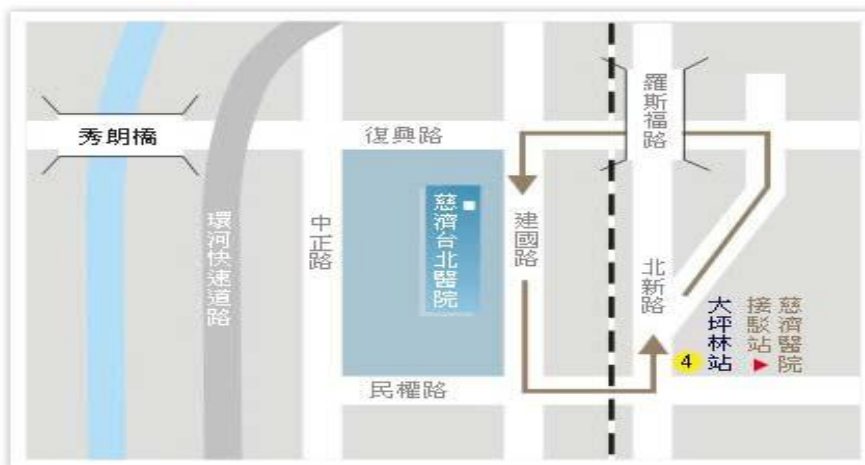 秀朗橋
復興路
羅斯福路
環河快速道路
中正路
慈濟台北醫院
建國路
北新路
大坪林站
慈濟醫院
接駁站
4
民權路